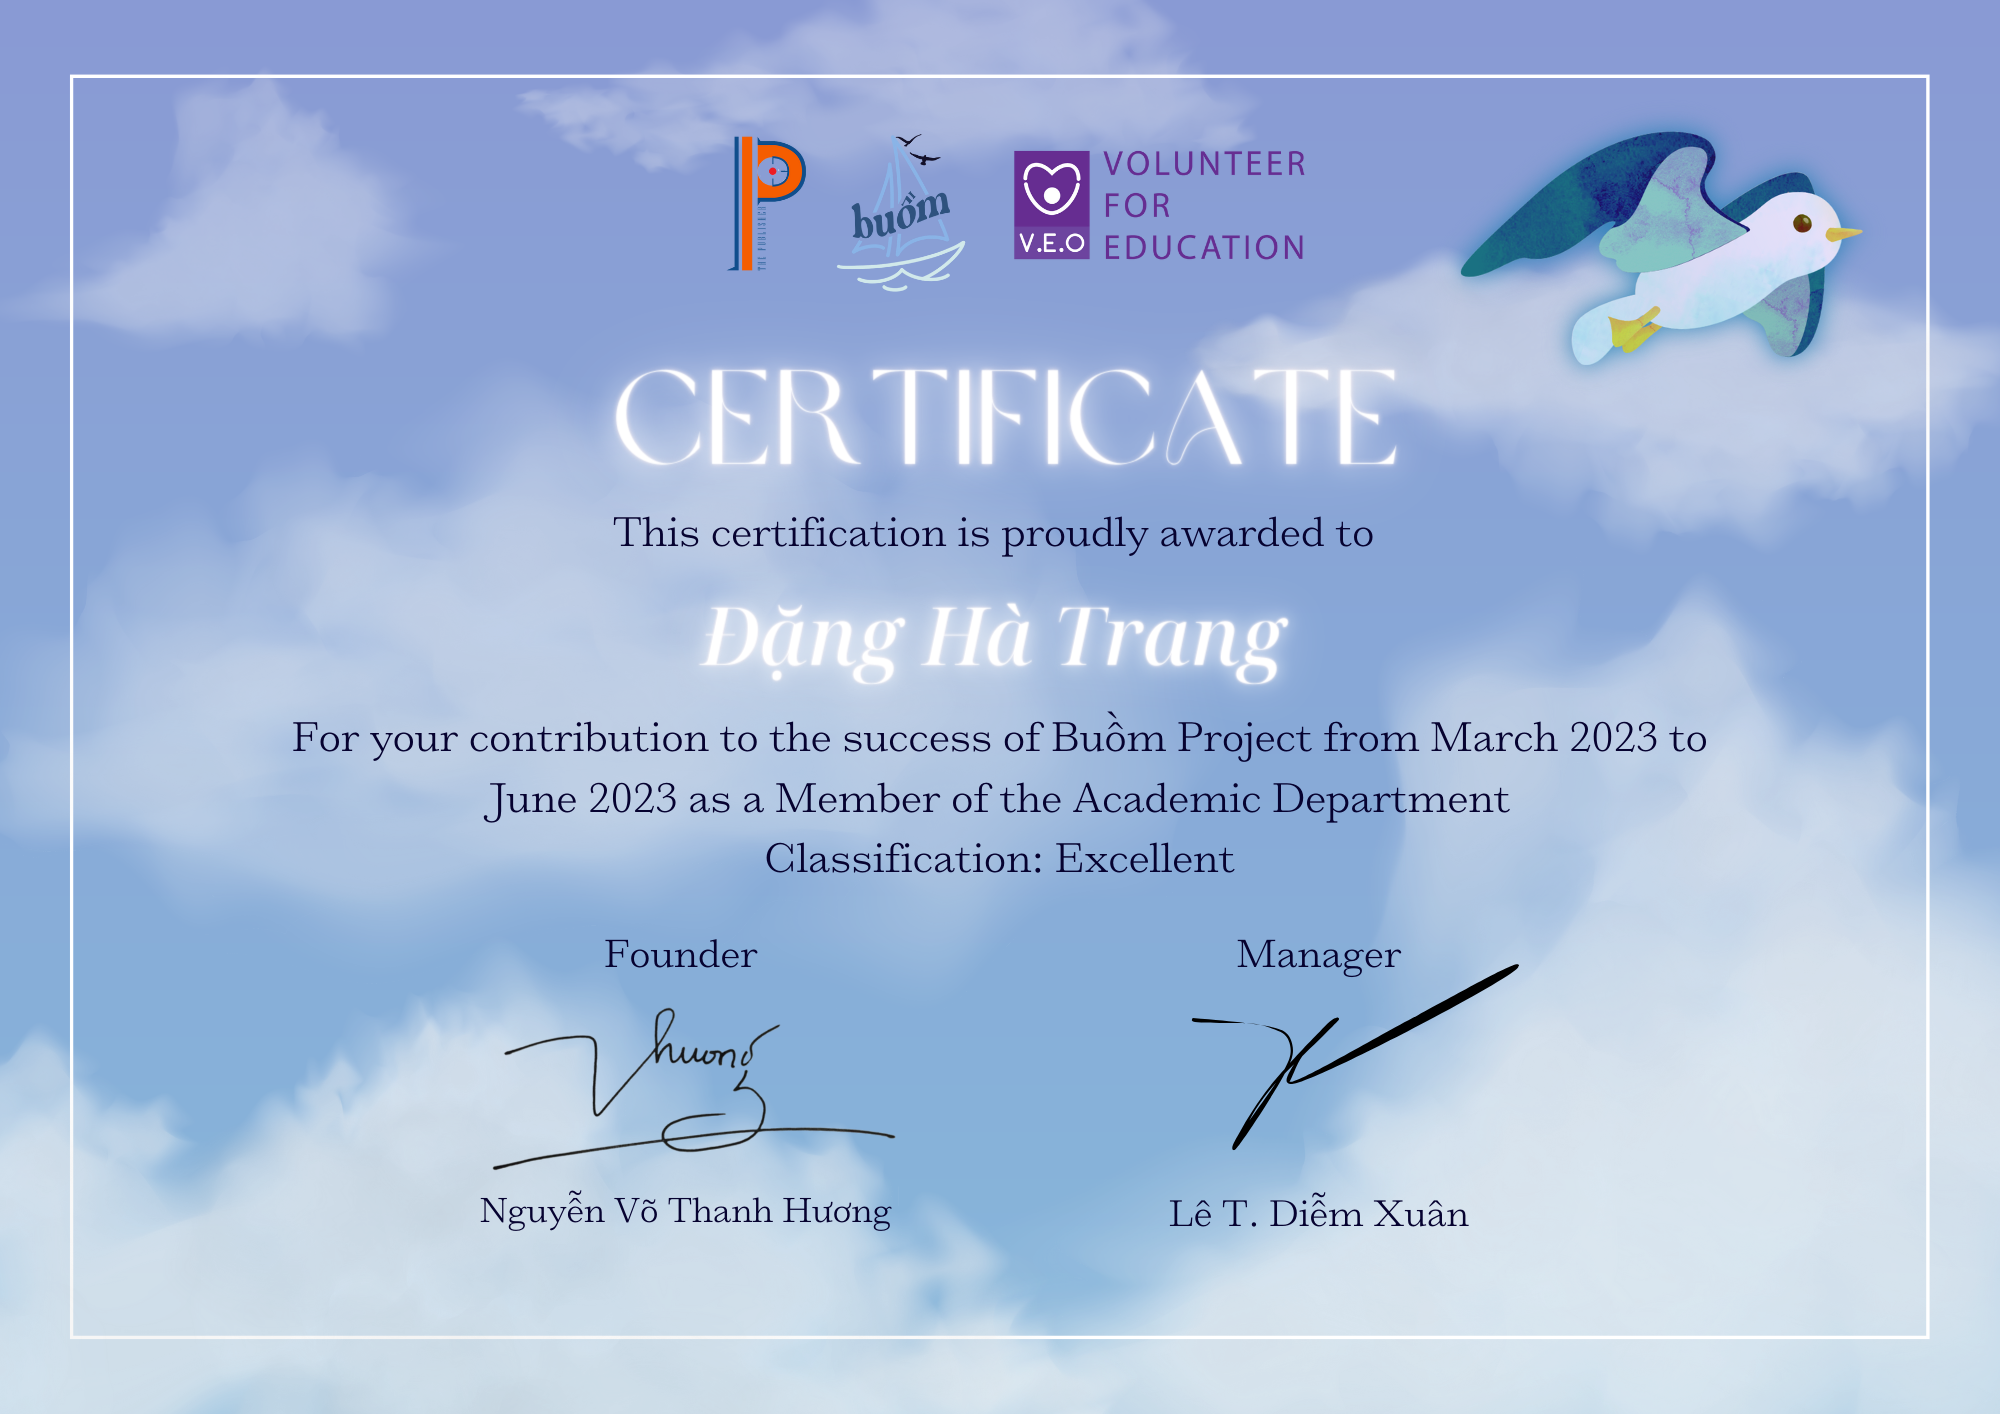 THE PUBLISHER
buồm
V.E.O
VOLUNTEER
FOR
EDUCATION
CERTIFICATE
This certification is proudly awarded to
Đặng Hà Trang
For your contribution to the success of Buồm Project from March 2023 to
June 2023 as a Member of the Academic Department
Classification: Excellent
Founder
Manager
Nguyễn Võ Thanh Hương
Lê T. Diễm Xuân